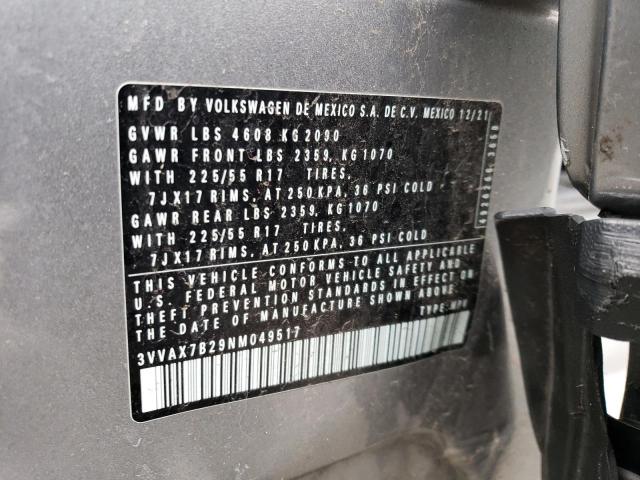 MFD BY VOLKSWAGEN DE MEXICO S.A. DE C.V. MEXICO 12/21
GVWR LBS 4608 KG 2090
GAWR FRONT LBS 2359, KG 1070
WITH 225/55 R17 TIRES,
7JX17 RIMS, AT 250 KPA, 36 PSI COLD
GAWR REAR LBS 2359, KG 1070
WITH 225/55 R17 TIRES,
7JX17 RIMS, AT 250 KPA, 36 PSI COLD
THIS VEHICLE CONFORMS TO ALL APPLICABLE
U.S. FEDERAL MOTOR VEHICLE SAFETY AND
THEFT PREVENTION STANDARDS IN EFFECT ON
THE DATE OF MANUFACTURE SHOWN ABOVE
TYPE: MPV
3VVAX7B29NM049517